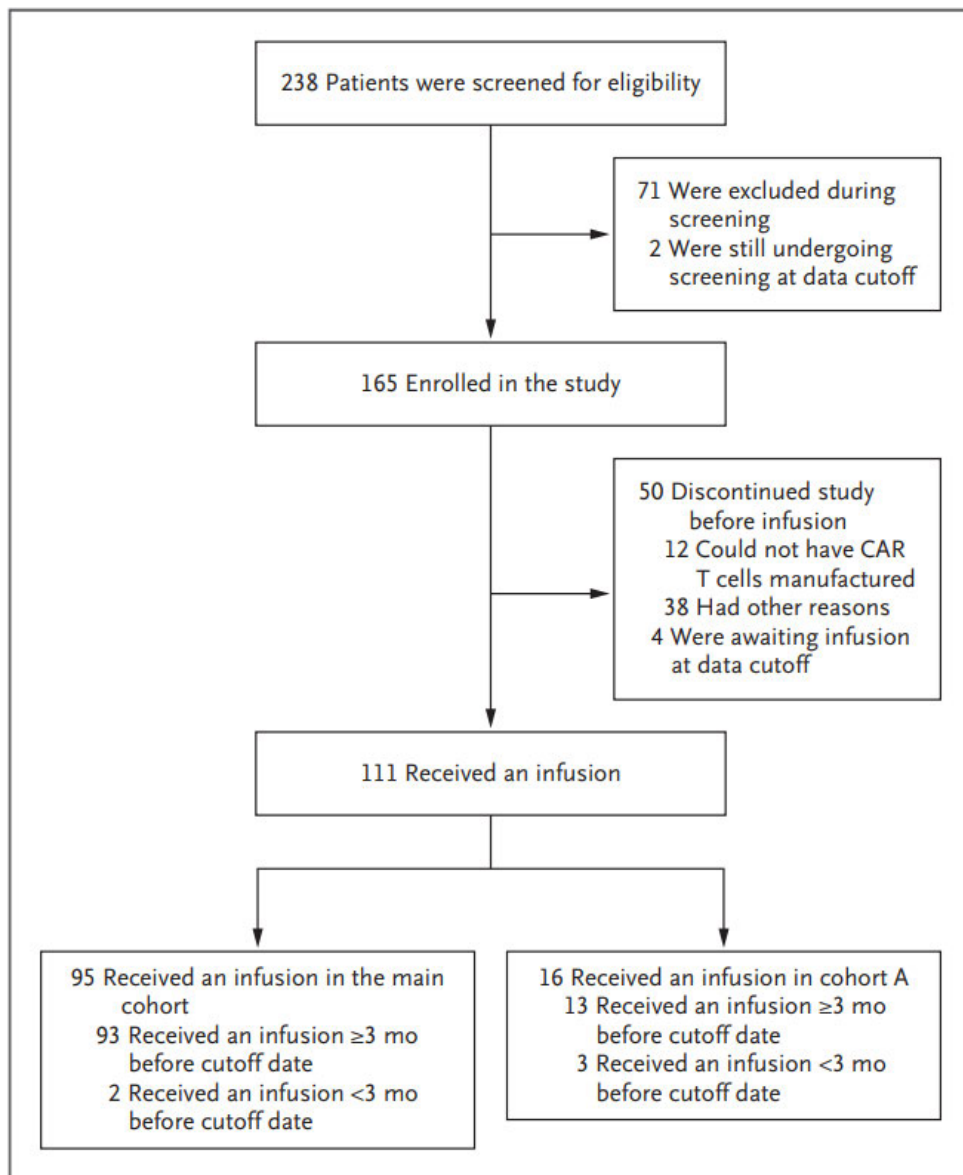 238 Patients were screened for eligibility
71 Were excluded during
screening
2 Were still undergoing
screening at data cutoff
165 Enrolled in the study
50 Discontinued study
before infusion
12 Could not have CAR
T cells manufactured
38 Had other reasons
4 Were awaiting infusion
at data cutoff
111 Received an infusion
95 Received an infusion in the main
cohort
93 Received an infusion ≥3 mo
before cutoff date
2 Received an infusion <3 mo
before cutoff date
16 Received an infusion in cohort A
13 Received an infusion ≥3 mo
before cutoff date
3 Received an infusion <3 mo
before cutoff date